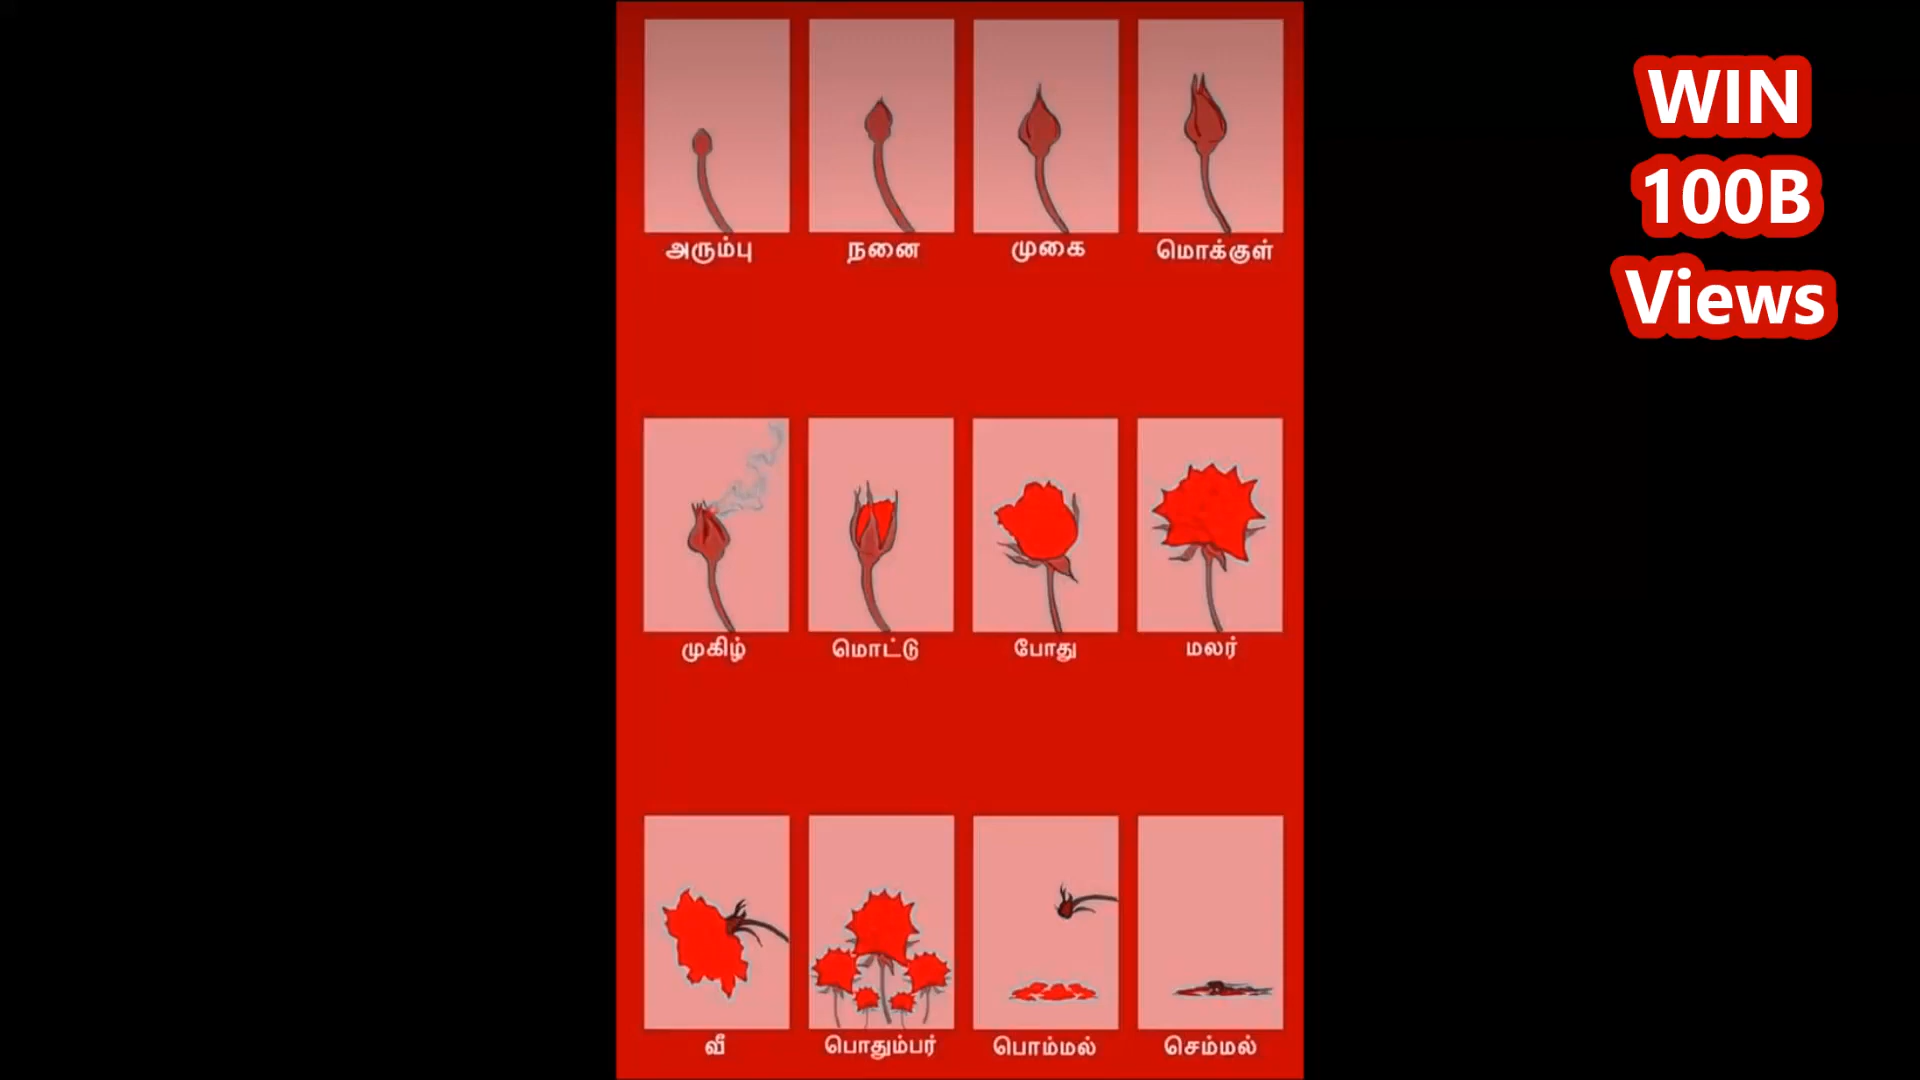 அரும்பு நனை முகை மொக்குள்
முகிழ் மொட்டு போது மலர்
வீ பொதும்பர் பொம்மல் செம்மல்
WIN
100B
Views